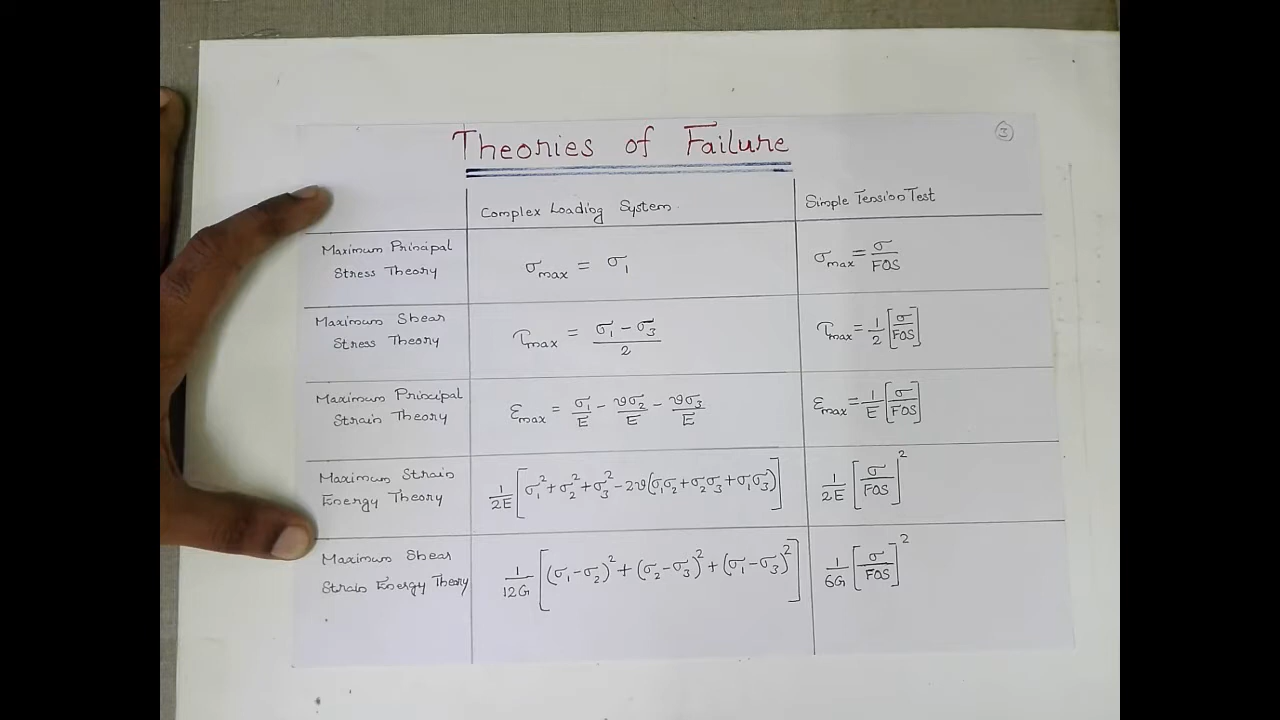 Theories of Failure
3
Complex Loading System.
Simple Tension Test
Maximum Principal
Stress Theory
σmax = σ1
σmax = σ/FOS
Maximum Shear
Stress Theory
τmax = (σ1 - σ3)/2
τmax = 1/2 [σ/FOS]
Maximum Principal
Strain Theory
εmax = σ1/E - ϑσ2/E - ϑσ3/E
εmax = 1/E [σ/FOS]
Maximum Strain
Energy Theory
1/2E [σ1² + σ2² + σ3² - 2ϑ(σ1σ2 + σ2σ3 + σ1σ3)]
1/2E [σ/FOS]²
Maximum Shear
Strain Energy Theory
1/12G [(σ1 - σ2)² + (σ2 - σ3)² + (σ1 - σ3)²]
1/6G [σ/FOS]²